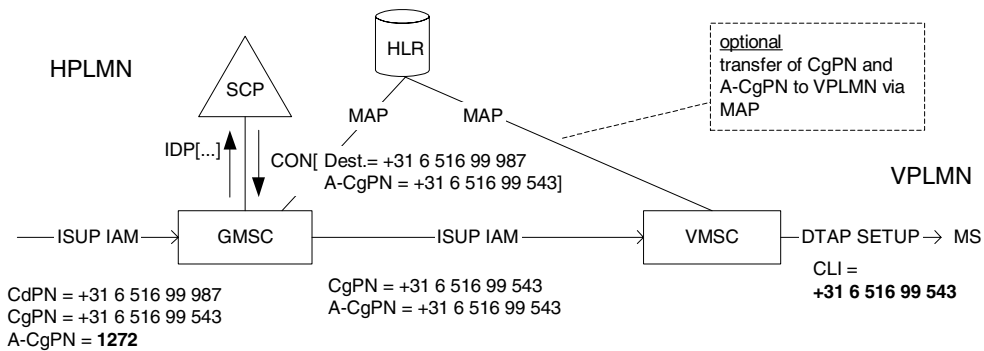 HPLMN
SCP
HLR
optional
transfer of CgPN and
A-CgPN to VPLMN via
MAP
MAP
MAP
IDP[...]
CON[ Dest.= +31 6 516 99 987
A-CgPN = +31 6 516 99 543]
VPLMN
ISUP IAM
GMSC
ISUP IAM
VMSC
DTAP SETUP
MS
CdPN = +31 6 516 99 987
CgPN = +31 6 516 99 543
A-CgPN = 1272
CgPN = +31 6 516 99 543
A-CgPN = +31 6 516 99 543
CLI =
+31 6 516 99 543